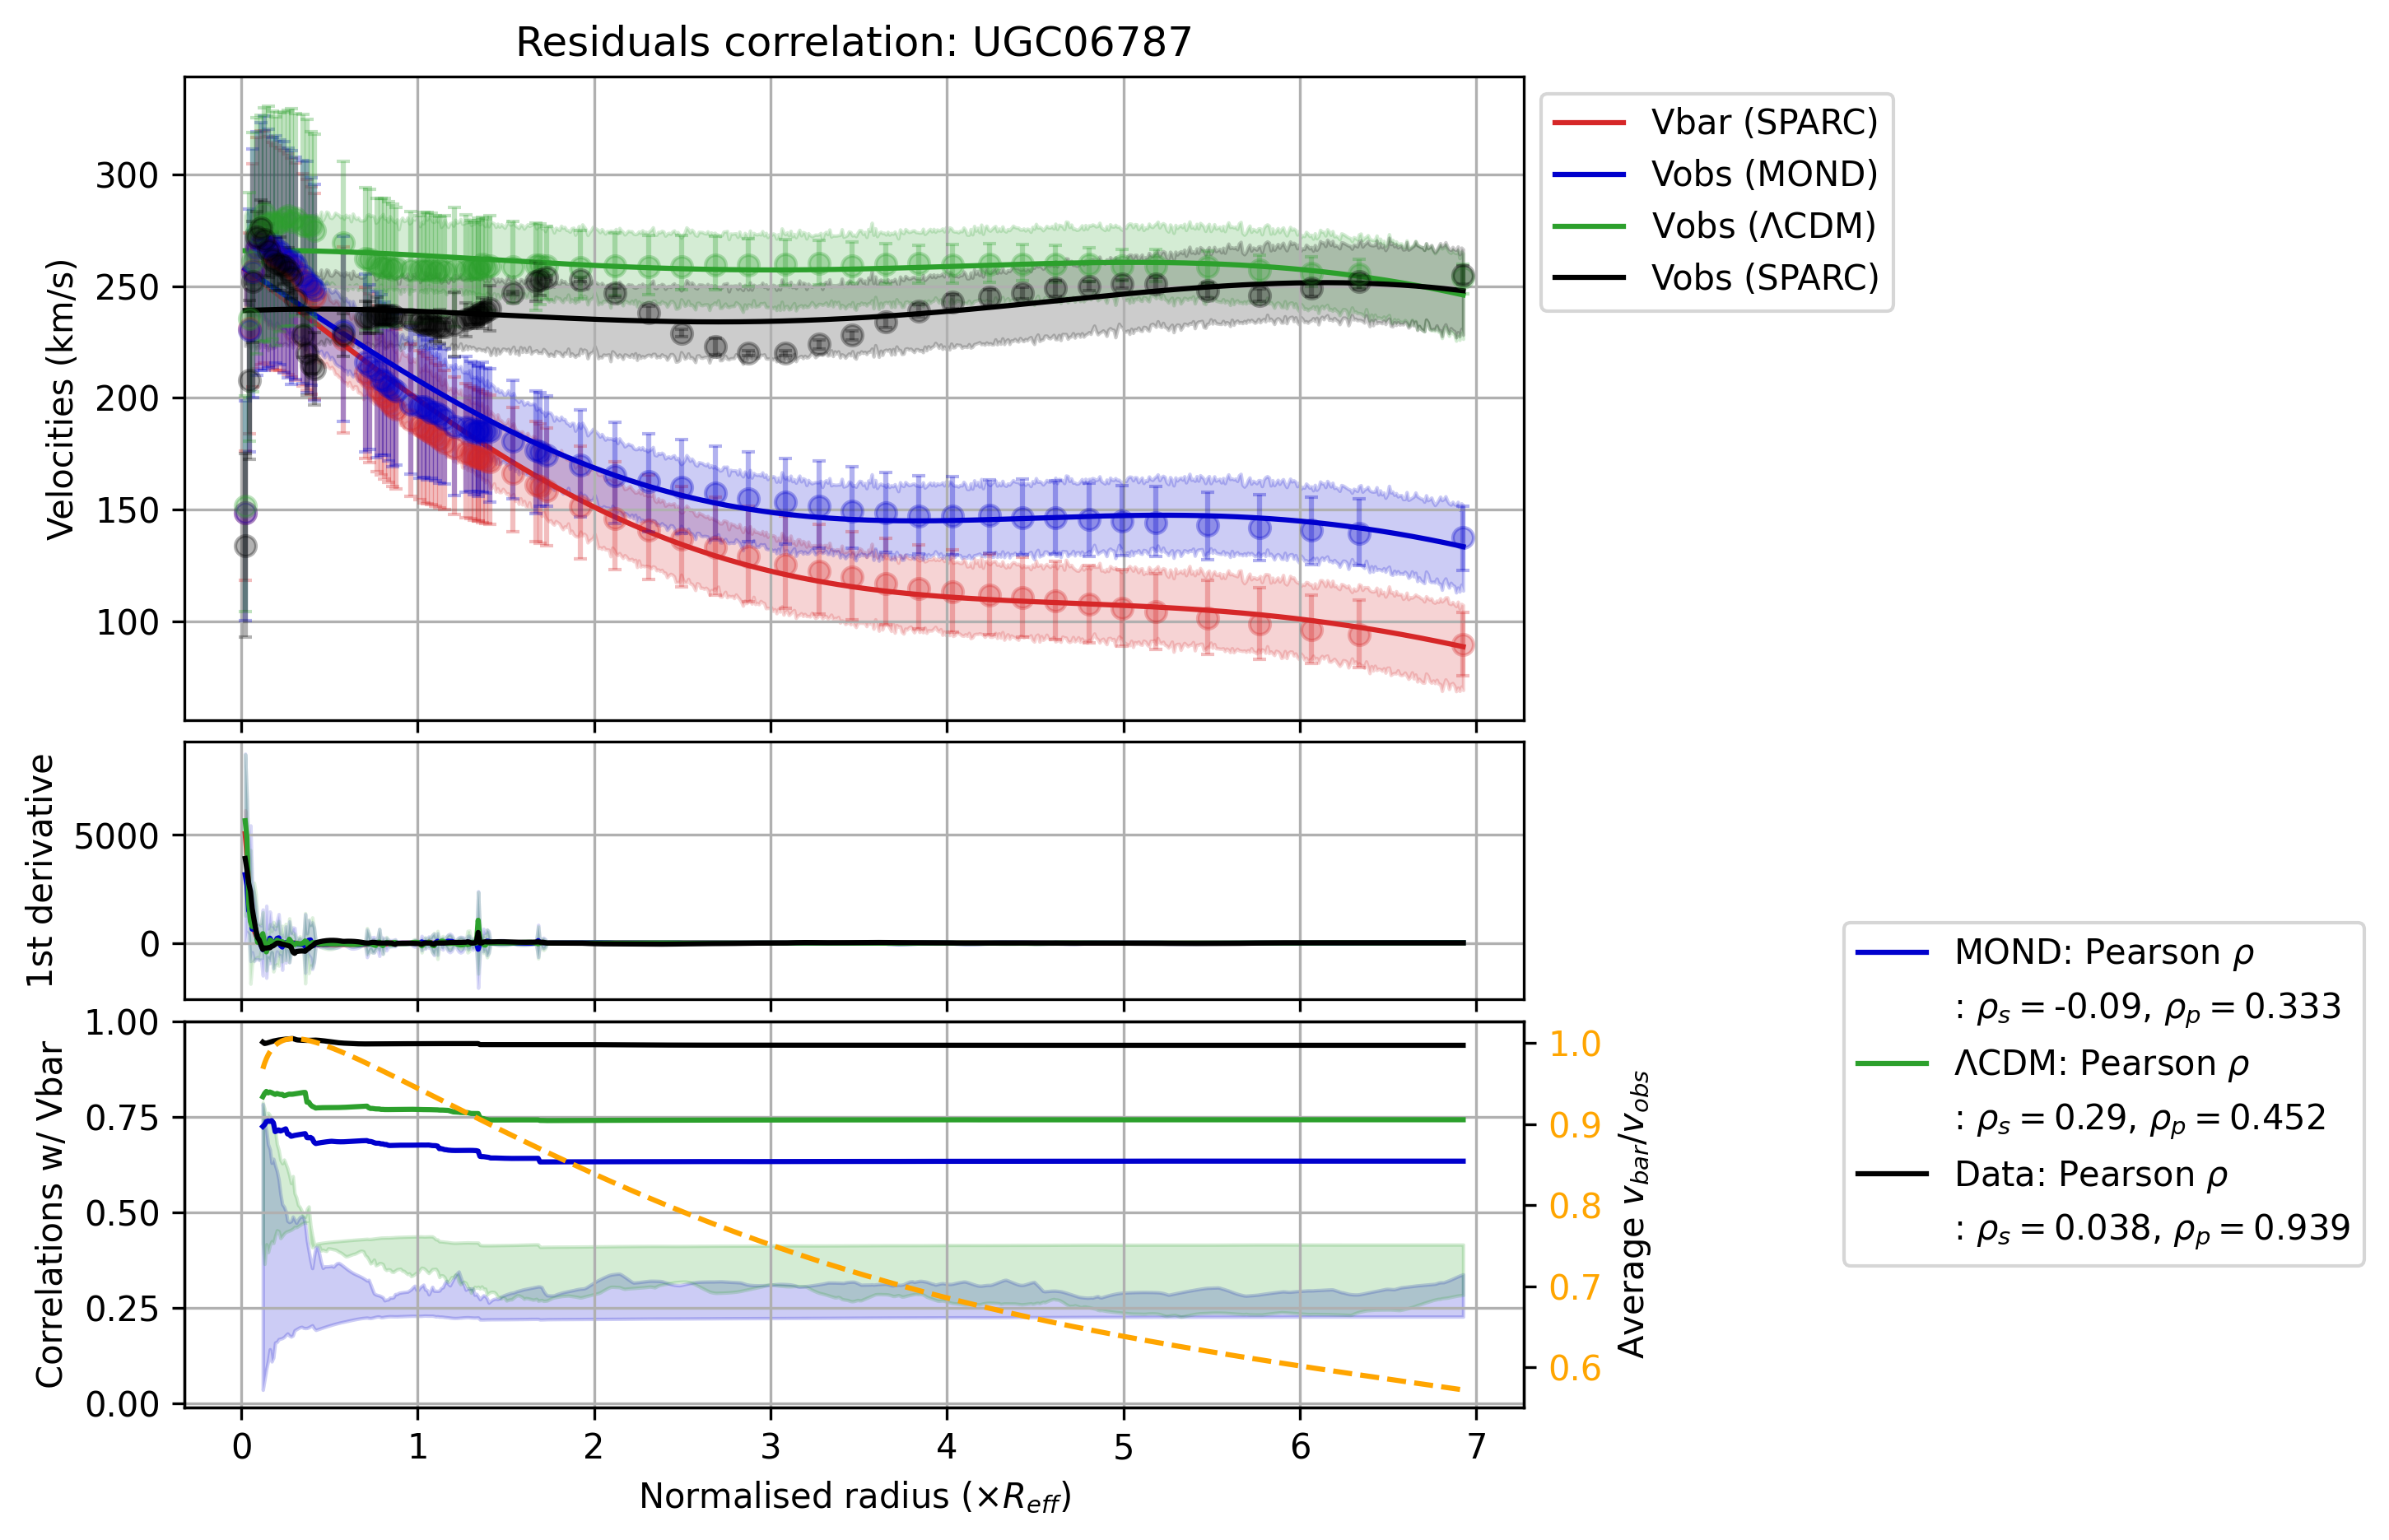 Residuals correlation: UGC06787
Velocities (km/s)
300
250
200
150
100
Vbar (SPARC)
Vobs (MOND)
Vobs (ΛCDM)
Vobs (SPARC)
1st derivative
5000
0
Correlations w/ Vbar
1.00
0.75
0.50
0.25
0.00
1.0
0.9
0.8
0.7
0.6
Average v_bar/v_obs
MOND: Pearson ρ
: ρ_s = -0.09, ρ_p = 0.333
ΛCDM: Pearson ρ
: ρ_s = 0.29, ρ_p = 0.452
Data: Pearson ρ
: ρ_s = 0.038, ρ_p = 0.939
0 1 2 3 4 5 6 7
Normalised radius (×R_eff)